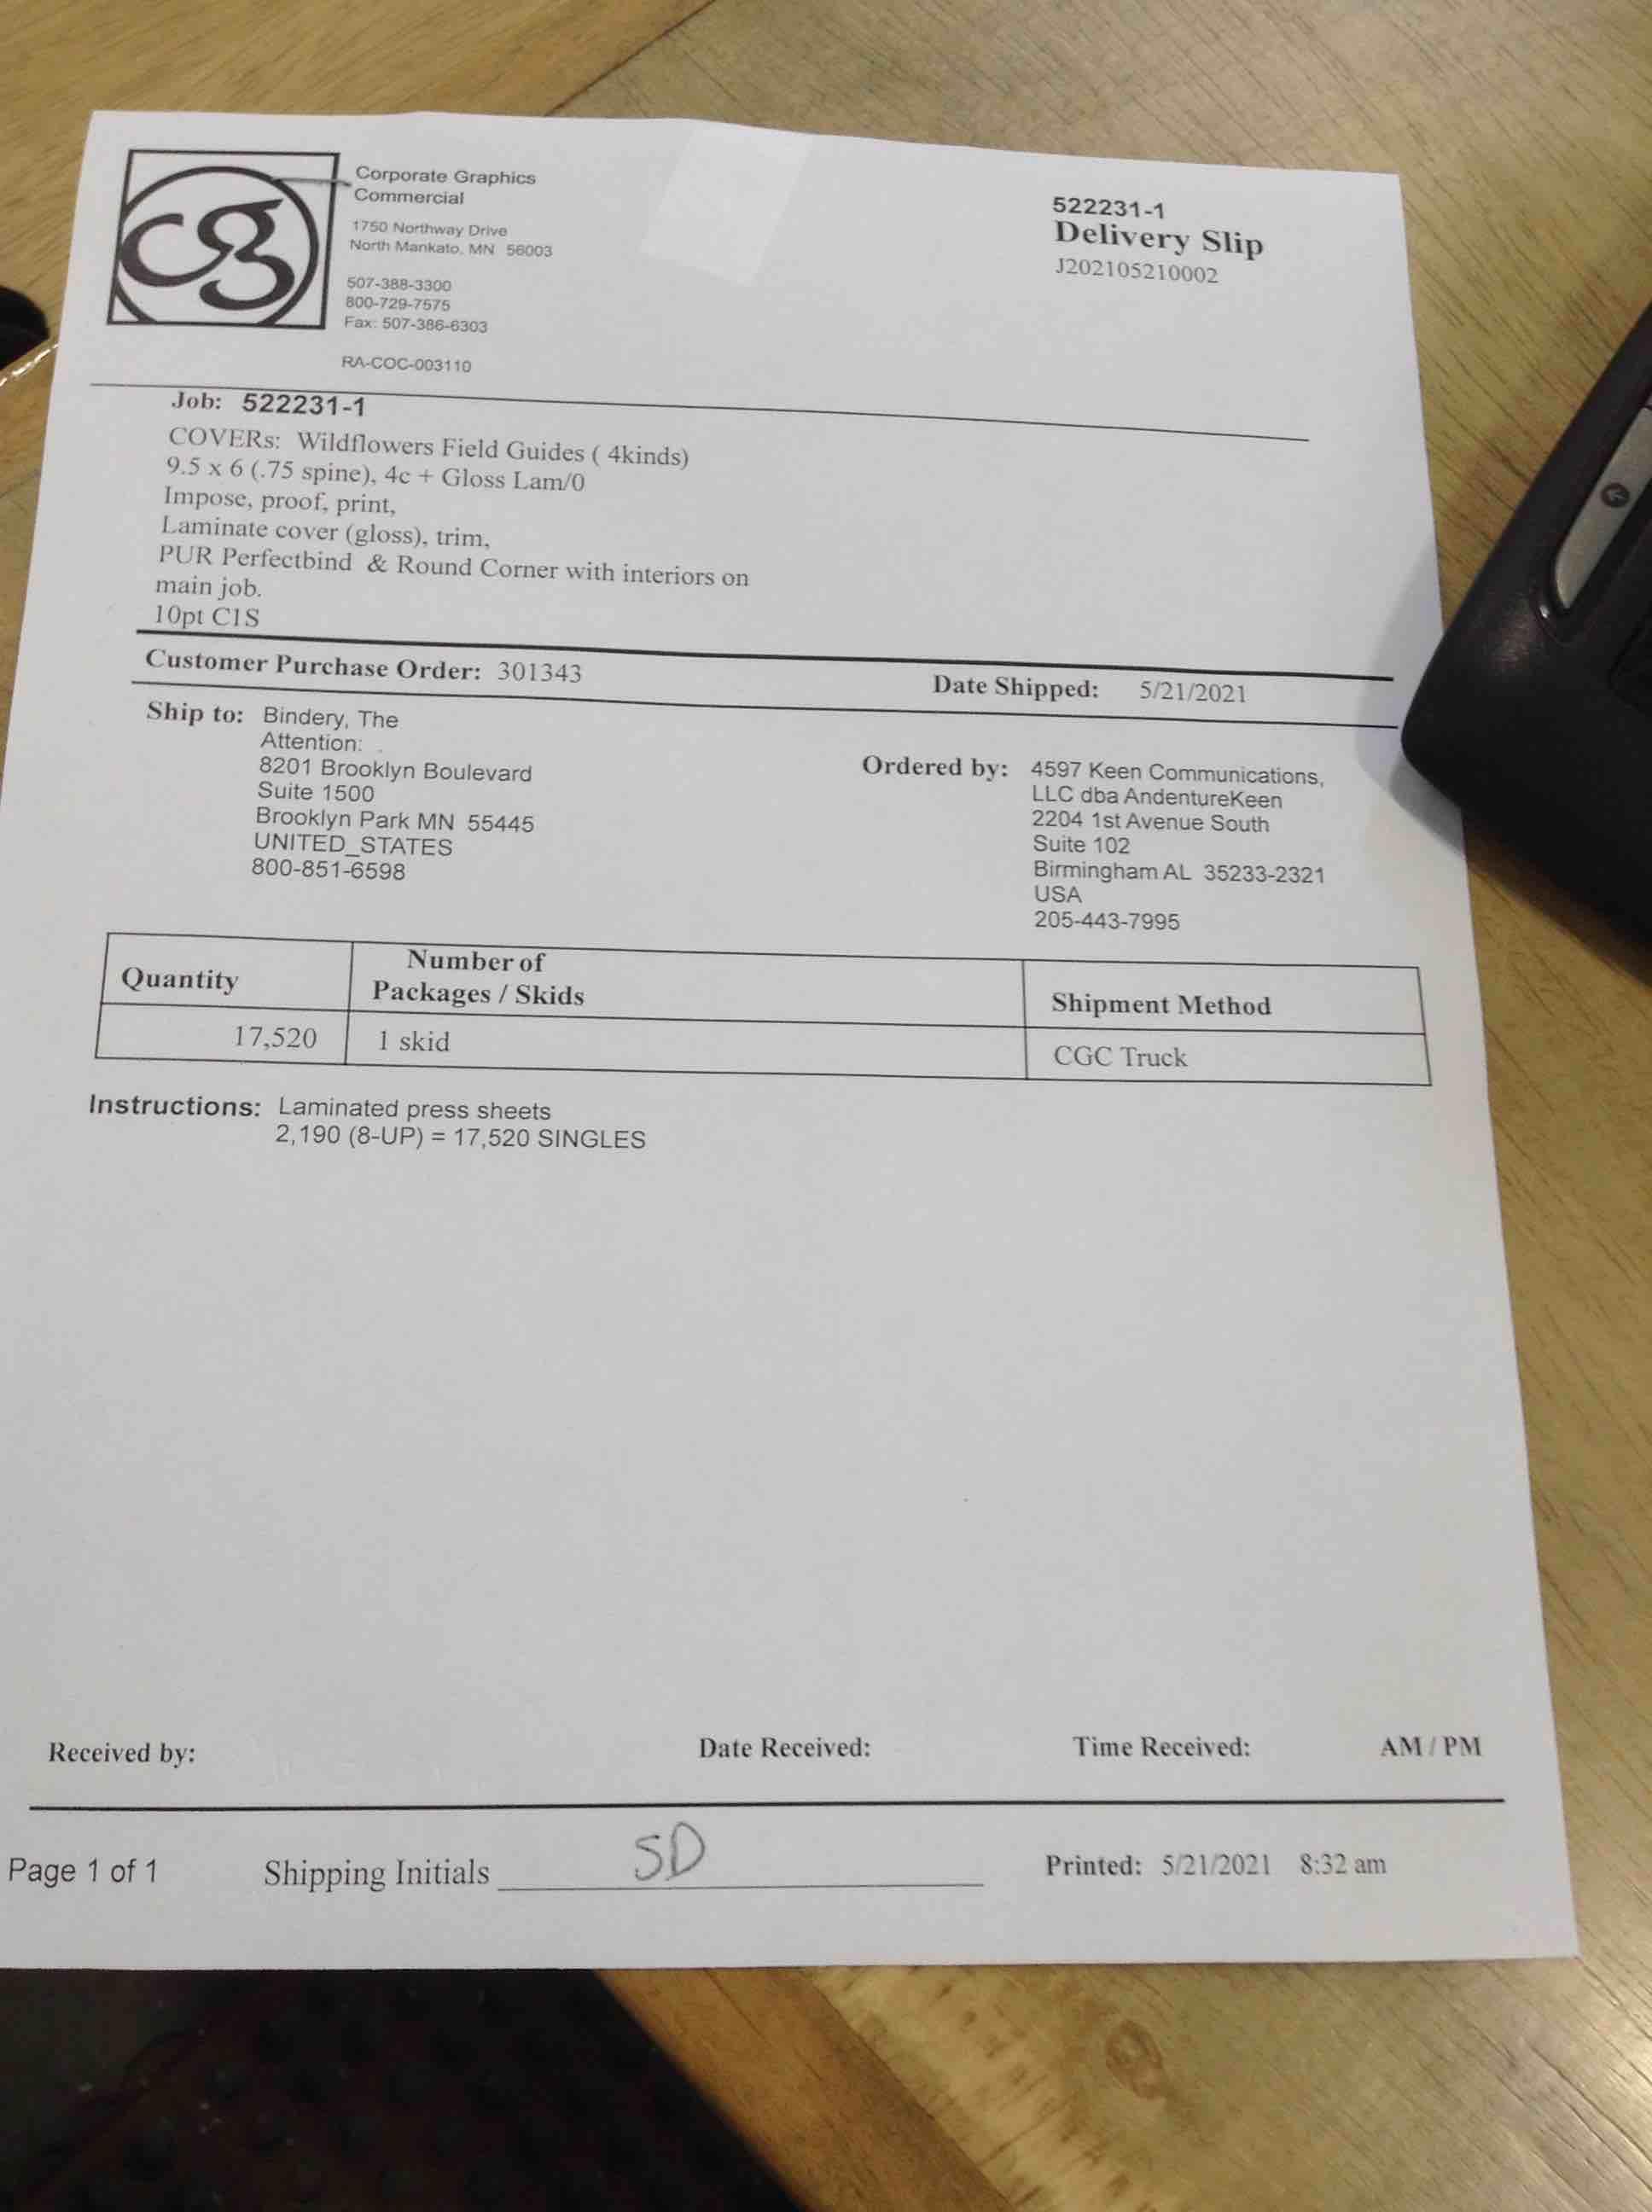 cg
Corporate Graphics
Commercial
1750 Northway Drive
North Mankato, MN 56003
507-388-3300
800-729-7575
Fax: 507-386-6303
RA-COC-003110
522231-1
Delivery Slip
J202105210002
Job: 522231-1
COVERs: Wildflowers Field Guides ( 4kinds)
9.5 x 6 (.75 spine), 4c + Gloss Lam/0
Impose, proof, print,
Laminate cover (gloss), trim,
PUR Perfectbind & Round Corner with interiors on
main job.
10pt C1S
Customer Purchase Order: 301343
Date Shipped: 5/21/2021
Ship to: Bindery, The
Attention:
8201 Brooklyn Boulevard
Suite 1500
Brooklyn Park MN 55445
UNITED_STATES
800-851-6598
Ordered by: 4597 Keen Communications,
LLC dba AndentureKeen
2204 1st Avenue South
Suite 102
Birmingham AL 35233-2321
USA
205-443-7995
Quantity
Number of
Packages / Skids
Shipment Method
17,520
1 skid
CGC Truck
Instructions: Laminated press sheets
2,190 (8-UP) = 17,520 SINGLES
Received by:
Date Received:
Time Received:
AM / PM
Page 1 of 1
Shipping Initials SD
Printed: 5/21/2021 8:32 am